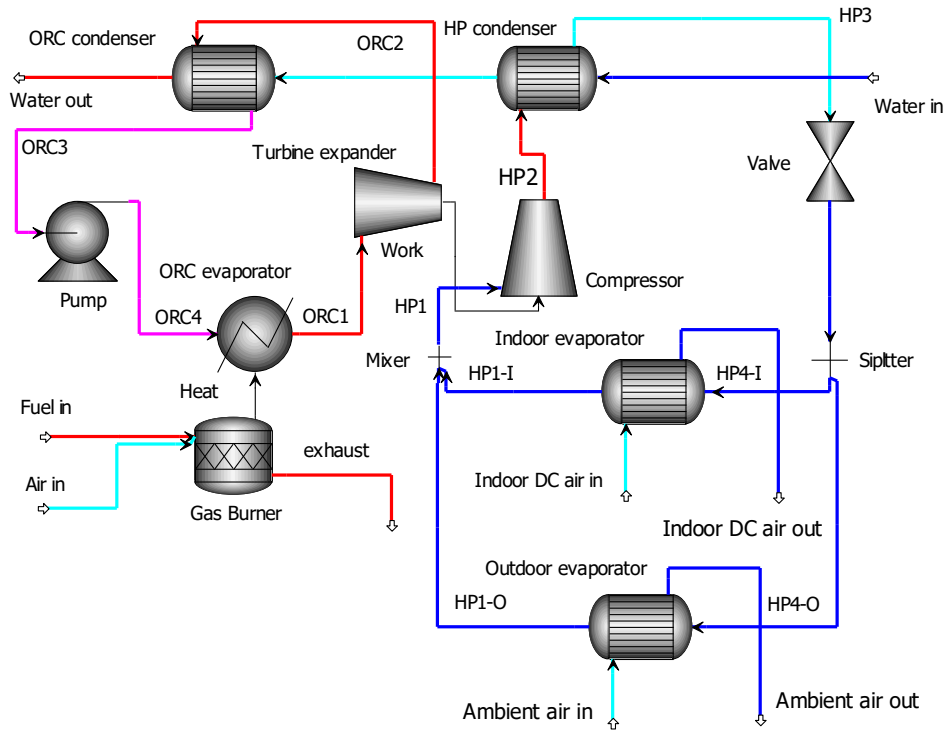 HP3
ORC condenser
ORC2
HP condenser
Water out
Water in
ORC3
Turbine expander
Valve
HP2
Work
ORC evaporator
Compressor
Pump
HP1
ORC4
ORC1
Indoor evaporator
Mixer
HP1-I
HP4-I
Sipltter
Heat
Fuel in
exhaust
Air in
Indoor DC air in
Gas Burner
Indoor DC air out
Outdoor evaporator
HP1-O
HP4-O
Ambient air in
Ambient air out